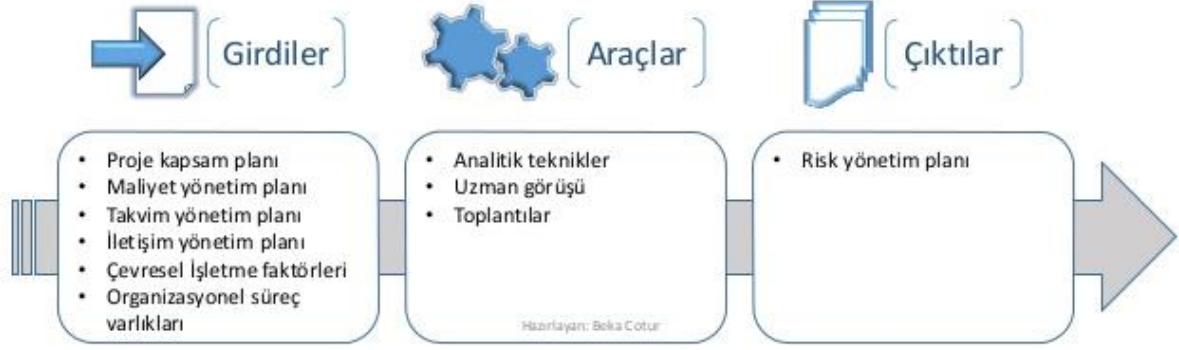 Girdiler
Araçlar
Çıktılar
• Proje kapsam planı
• Maliyet yönetim planı
• Takvim yönetim planı
• İletişim yönetim planı
• Çevresel İşletme faktörleri
• Organizasyonel süreç
varlıkları
• Analitik teknikler
• Uzman görüşü
• Toplantılar
Hazırlayan: Beka Cotur
• Risk yönetim planı